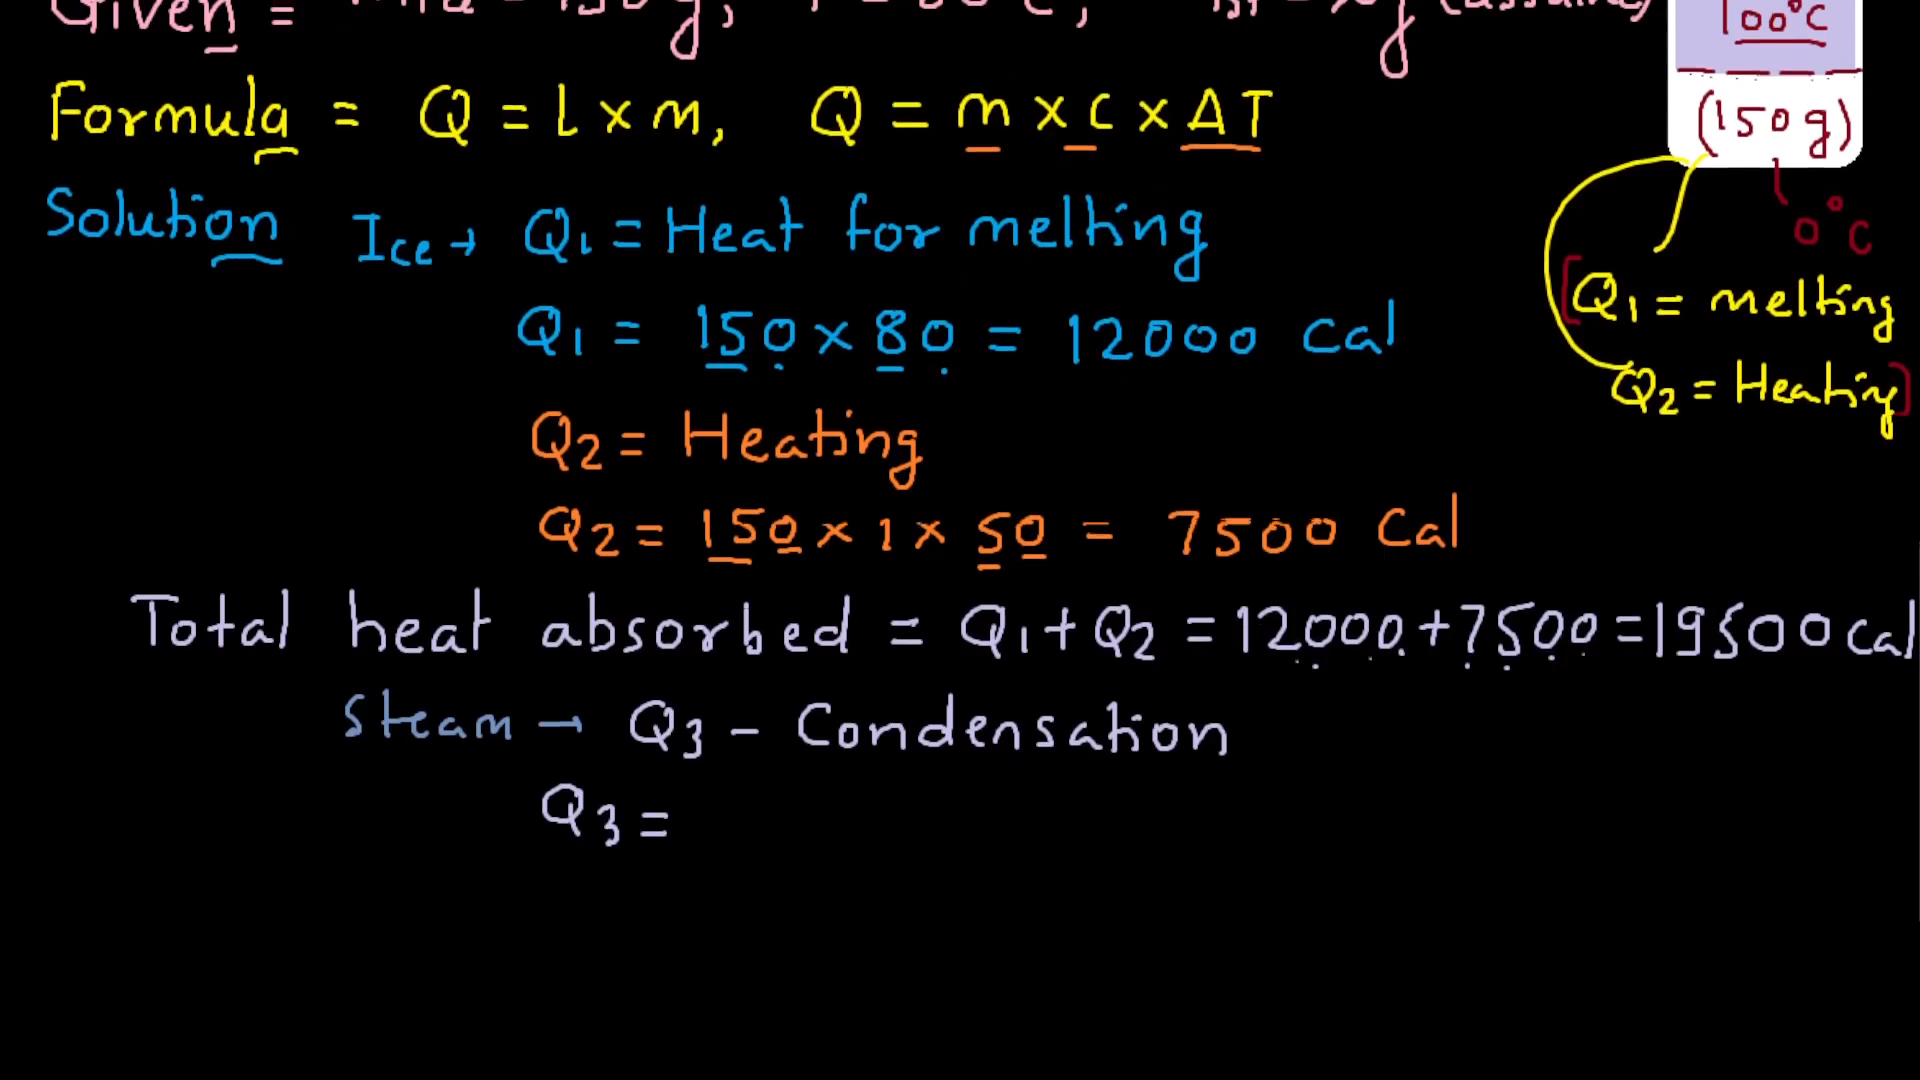 Given =
100°C
Formula = Q = L × m, Q = m × c × ΔT
(150g)
0°C
Solution Ice → Q1 = Heat for melting
Q1 = melting
Q1 = 150 × 80 = 12000 Cal
Q2 = Heating
Q2 = Heating
Q2 = 150 × 1 × 50 = 7500 Cal
Total heat absorbed = Q1 + Q2 = 12000 + 7500 = 19500 cal
Steam → Q3 - Condensation
Q3 =